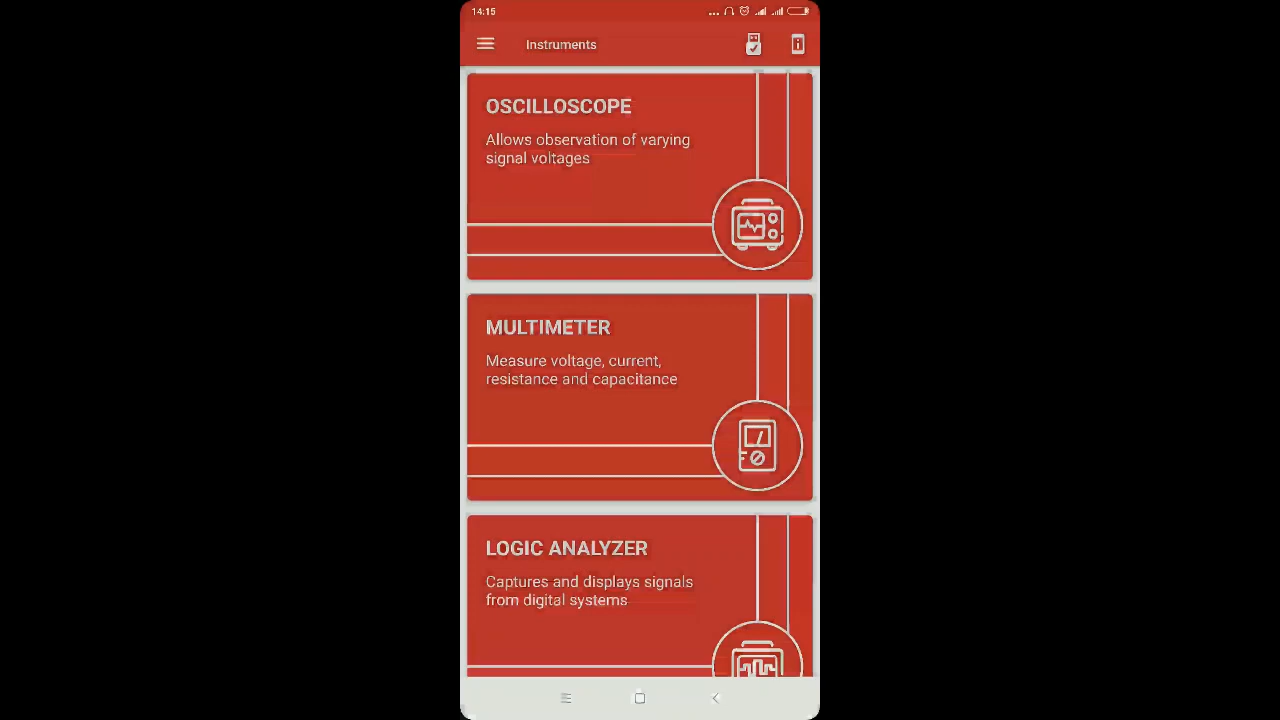 14:15
Instruments
OSCILLOSCOPE
Allows observation of varying
signal voltages
MULTIMETER
Measure voltage, current,
resistance and capacitance
LOGIC ANALYZER
Captures and displays signals
from digital systems